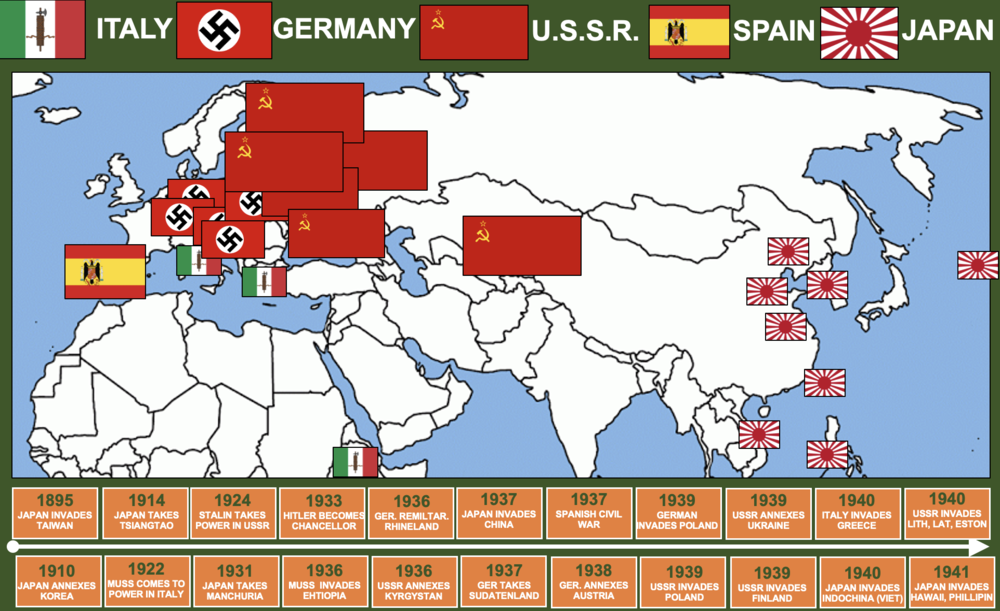 ITALY
GERMANY
U.S.S.R.
SPAIN
JAPAN
1895
JAPAN INVADES
TAIWAN
1914
JAPAN TAKES
TSIANGTAO
1924
STALIN TAKES
POWER IN USSR
1933
HITLER BECOMES
CHANCELLOR
1936
GER. REMILTAR.
RHINELAND
1937
JAPAN INVADES
CHINA
1937
SPANISH CIVIL
WAR
1939
GERMAN
INVADES POLAND
1939
USSR ANNEXES
UKRAINE
1940
ITALY INVADES
GREECE
1940
USSR INVADES
LITH, LAT, ESTON
1910
JAPAN ANNEXES
KOREA
1922
MUSS COMES TO
POWER IN ITALY
1931
JAPAN TAKES
MANCHURIA
1936
MUSS INVADES
EHTIOPIA
1936
USSR ANNEXES
KYRGYSTAN
1937
GER TAKES
SUDATENLAND
1938
GER. ANNEXES
AUSTRIA
1939
USSR INVADES
POLAND
1939
USSR INVADES
FINLAND
1940
JAPAN INVADES
INDOCHINA (VIET)
1941
JAPAN INVADES
HAWAII, PHILLIPIN